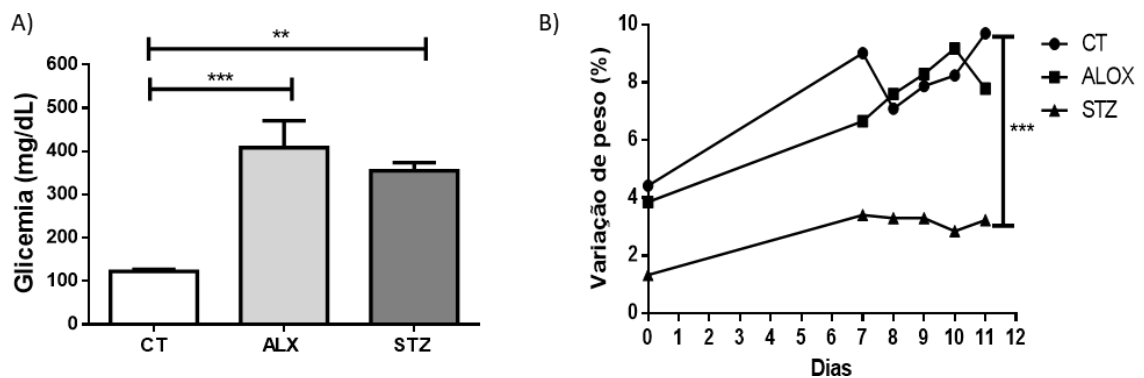 A)
**
***
600
500
400
300
200
100
0
Glicemia (mg/dL)
CT ALX STZ
B)
10
8
6
4
2
0
Variação de peso (%)
0 1 2 3 4 5 6 7 8 9 10 11 12
Dias
***
CT
ALOX
STZ